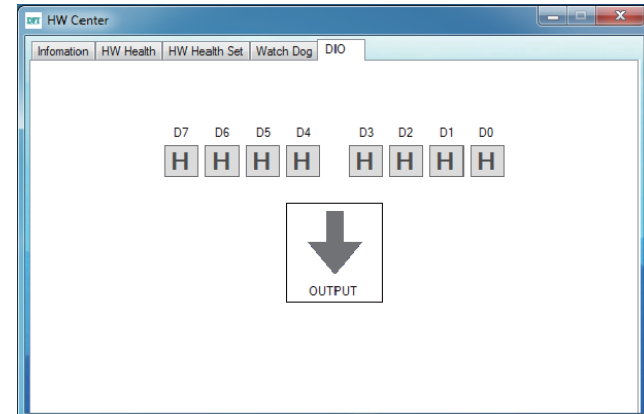 DFI HW Center
Infomation HW Health HW Health Set Watch Dog DIO
D7 D6 D5 D4 D3 D2 D1 D0
H H H H H H H H
OUTPUT